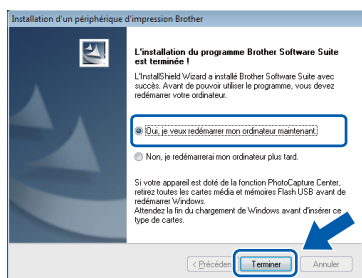 Installation d'un périphérique d'impression Brother
L'installation du programme Brother Software Suite
est terminée !
L'InstallShield Wizard a installé Brother Software Suite avec
succès. Avant de pouvoir utiliser le programme, vous devez
redémarrer votre ordinateur.
Oui, je veux redémarrer mon ordinateur maintenant.
Non, je redémarrerai mon ordinateur plus tard.
Si votre appareil est doté de la fonction PhotoCapture Center,
retirez toutes les cartes média et mémoires Flash USB avant de
redémarrer Windows.
Attendez la fin du chargement de Windows avant d'insérer ce
type de cartes.
< Précéden Terminer Annuler